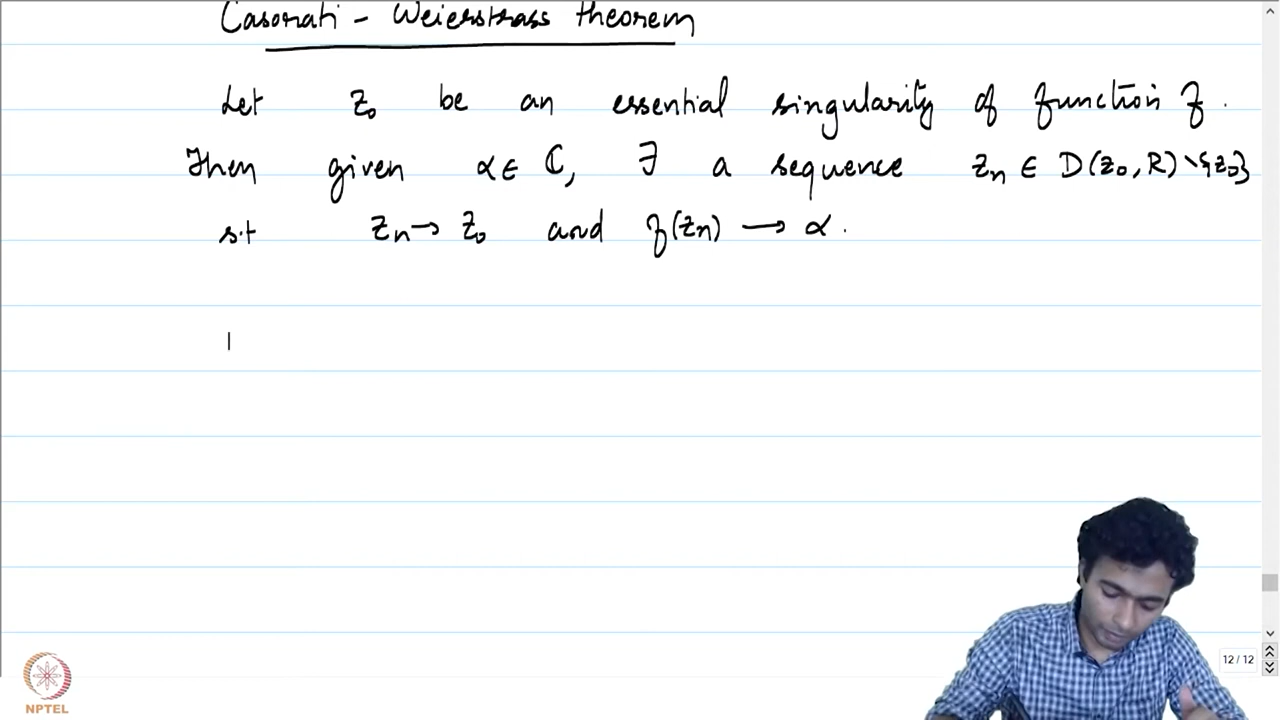 Casorati - Weierstrass theorem
Let z₀ be an essential singularity of function f.
Then given α ∈ ℂ, ∃ a sequence zₙ ∈ D(z₀, R) \ {z₀}
s.t zₙ → z₀ and f(zₙ) → α.
12 / 12
NPTEL